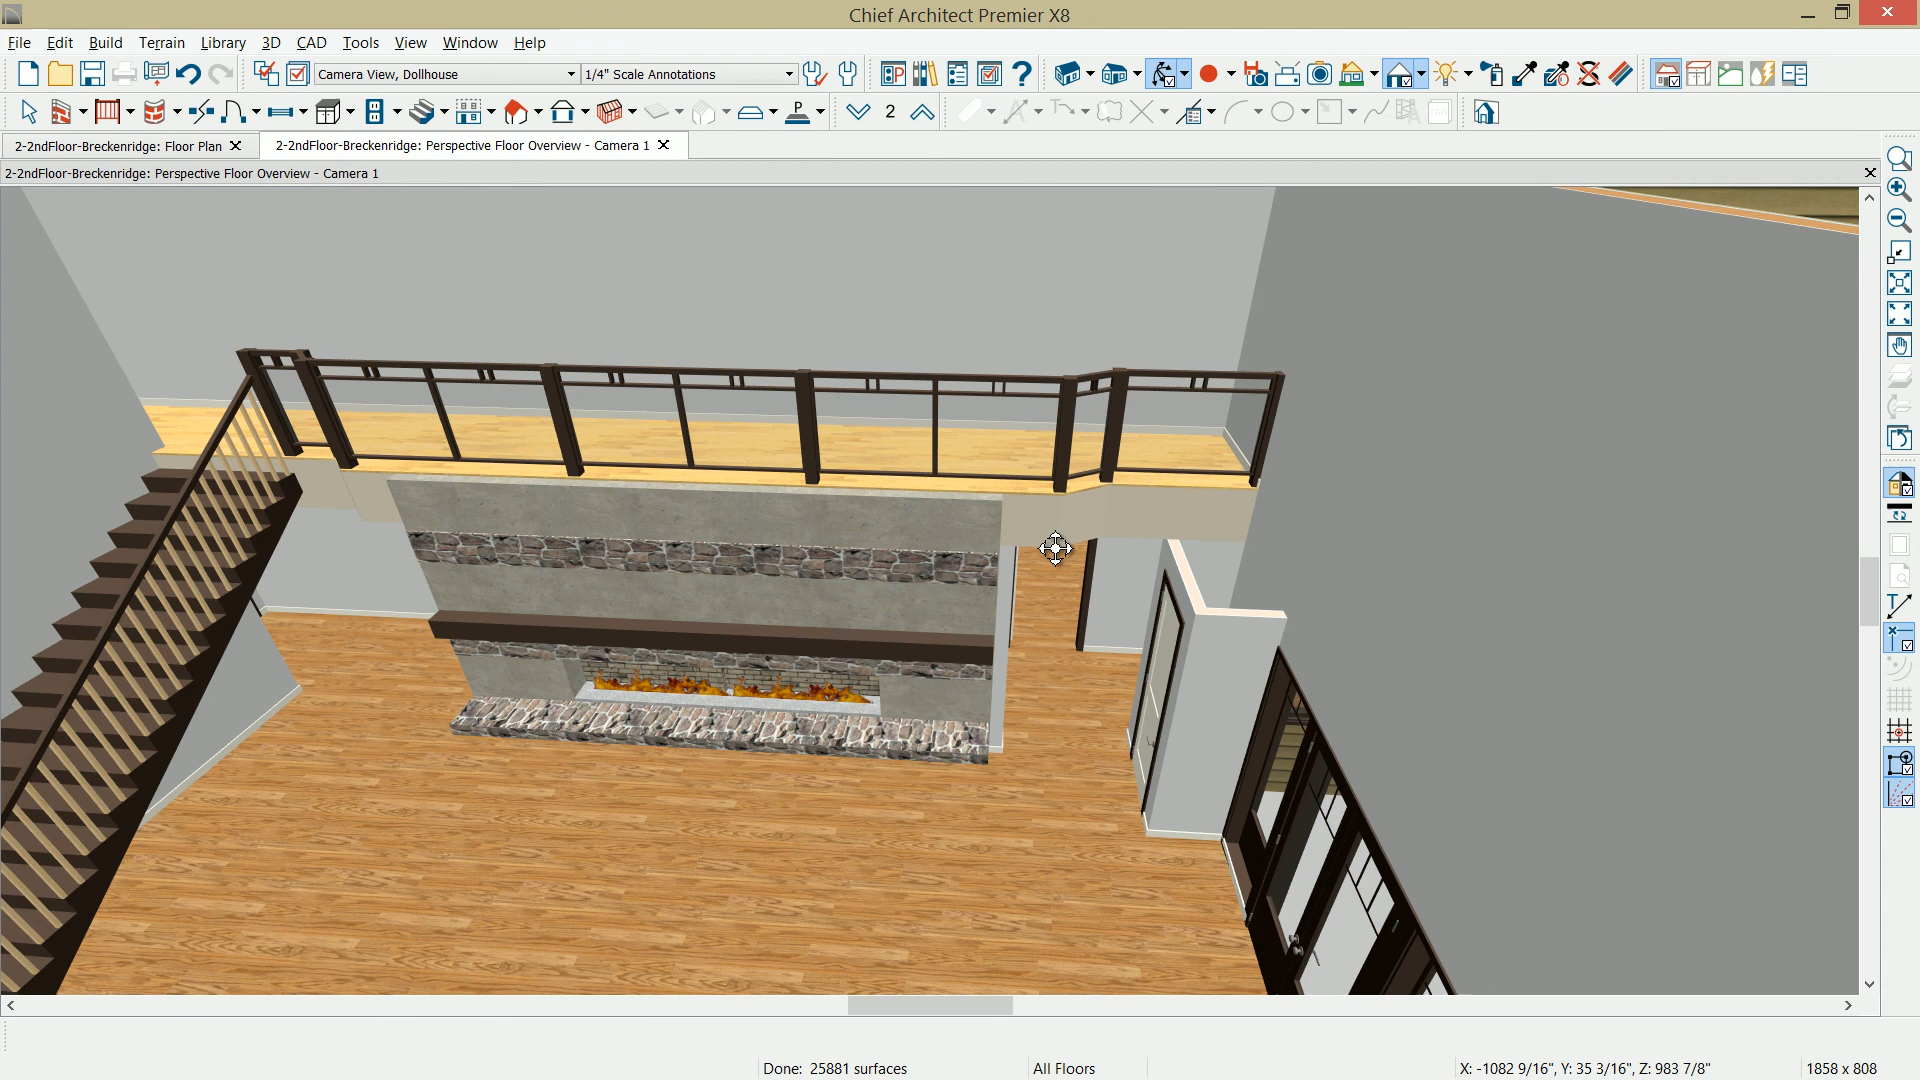 Chief Architect Premier X8
File Edit Build Terrain Library 3D CAD Tools View Window Help
Camera View, Dollhouse 1/4" Scale Annotations
P 2
2-2ndFloor-Breckenridge: Floor Plan 2-2ndFloor-Breckenridge: Perspective Floor Overview - Camera 1
2-2ndFloor-Breckenridge: Perspective Floor Overview - Camera 1
Done: 25881 surfaces All Floors X: -1082 9/16", Y: 35 3/16", Z: 983 7/8" 1858 x 808